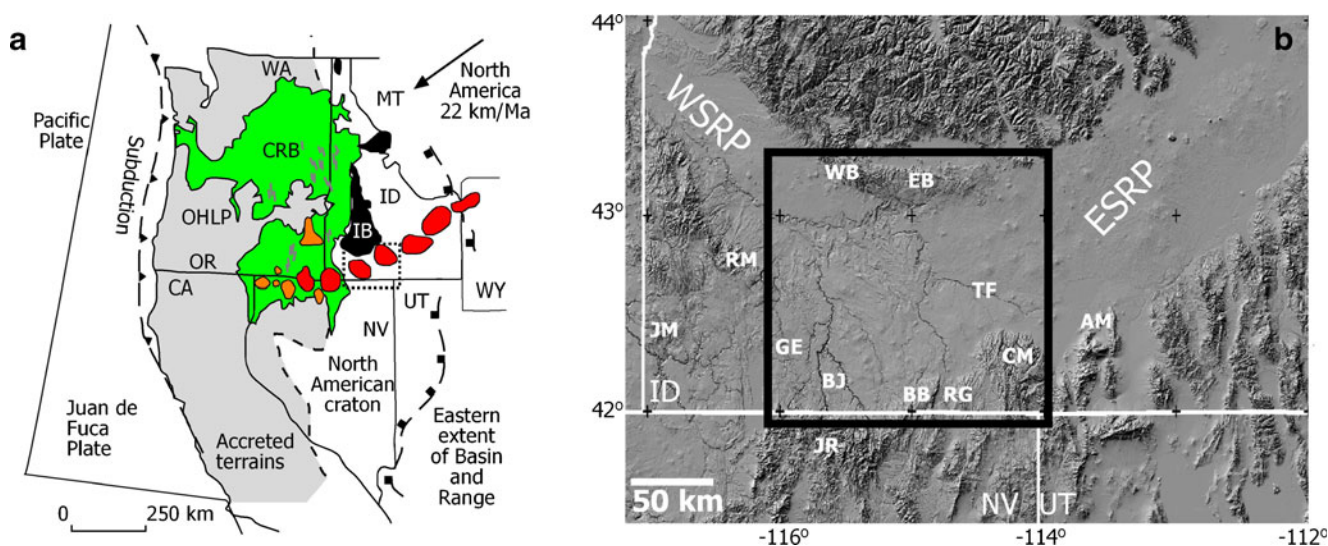 a
WA
MT
North
America
22 km/Ma
Pacific
Plate
Subduction
CRB
ID
OHLP
IB
OR
CA
UT
WY
NV
North
American
craton
Juan de
Fuca
Plate
Accreted
terrains
Eastern
extent
of Basin
and
Range
0 250 km
44°
b
WSRP
WB
EB
43°
ESRP
RM
TF
JM
GE
AM
CM
BJ
BB
RG
ID
42°
JR
50 km
NV UT
-116° -114° -112°